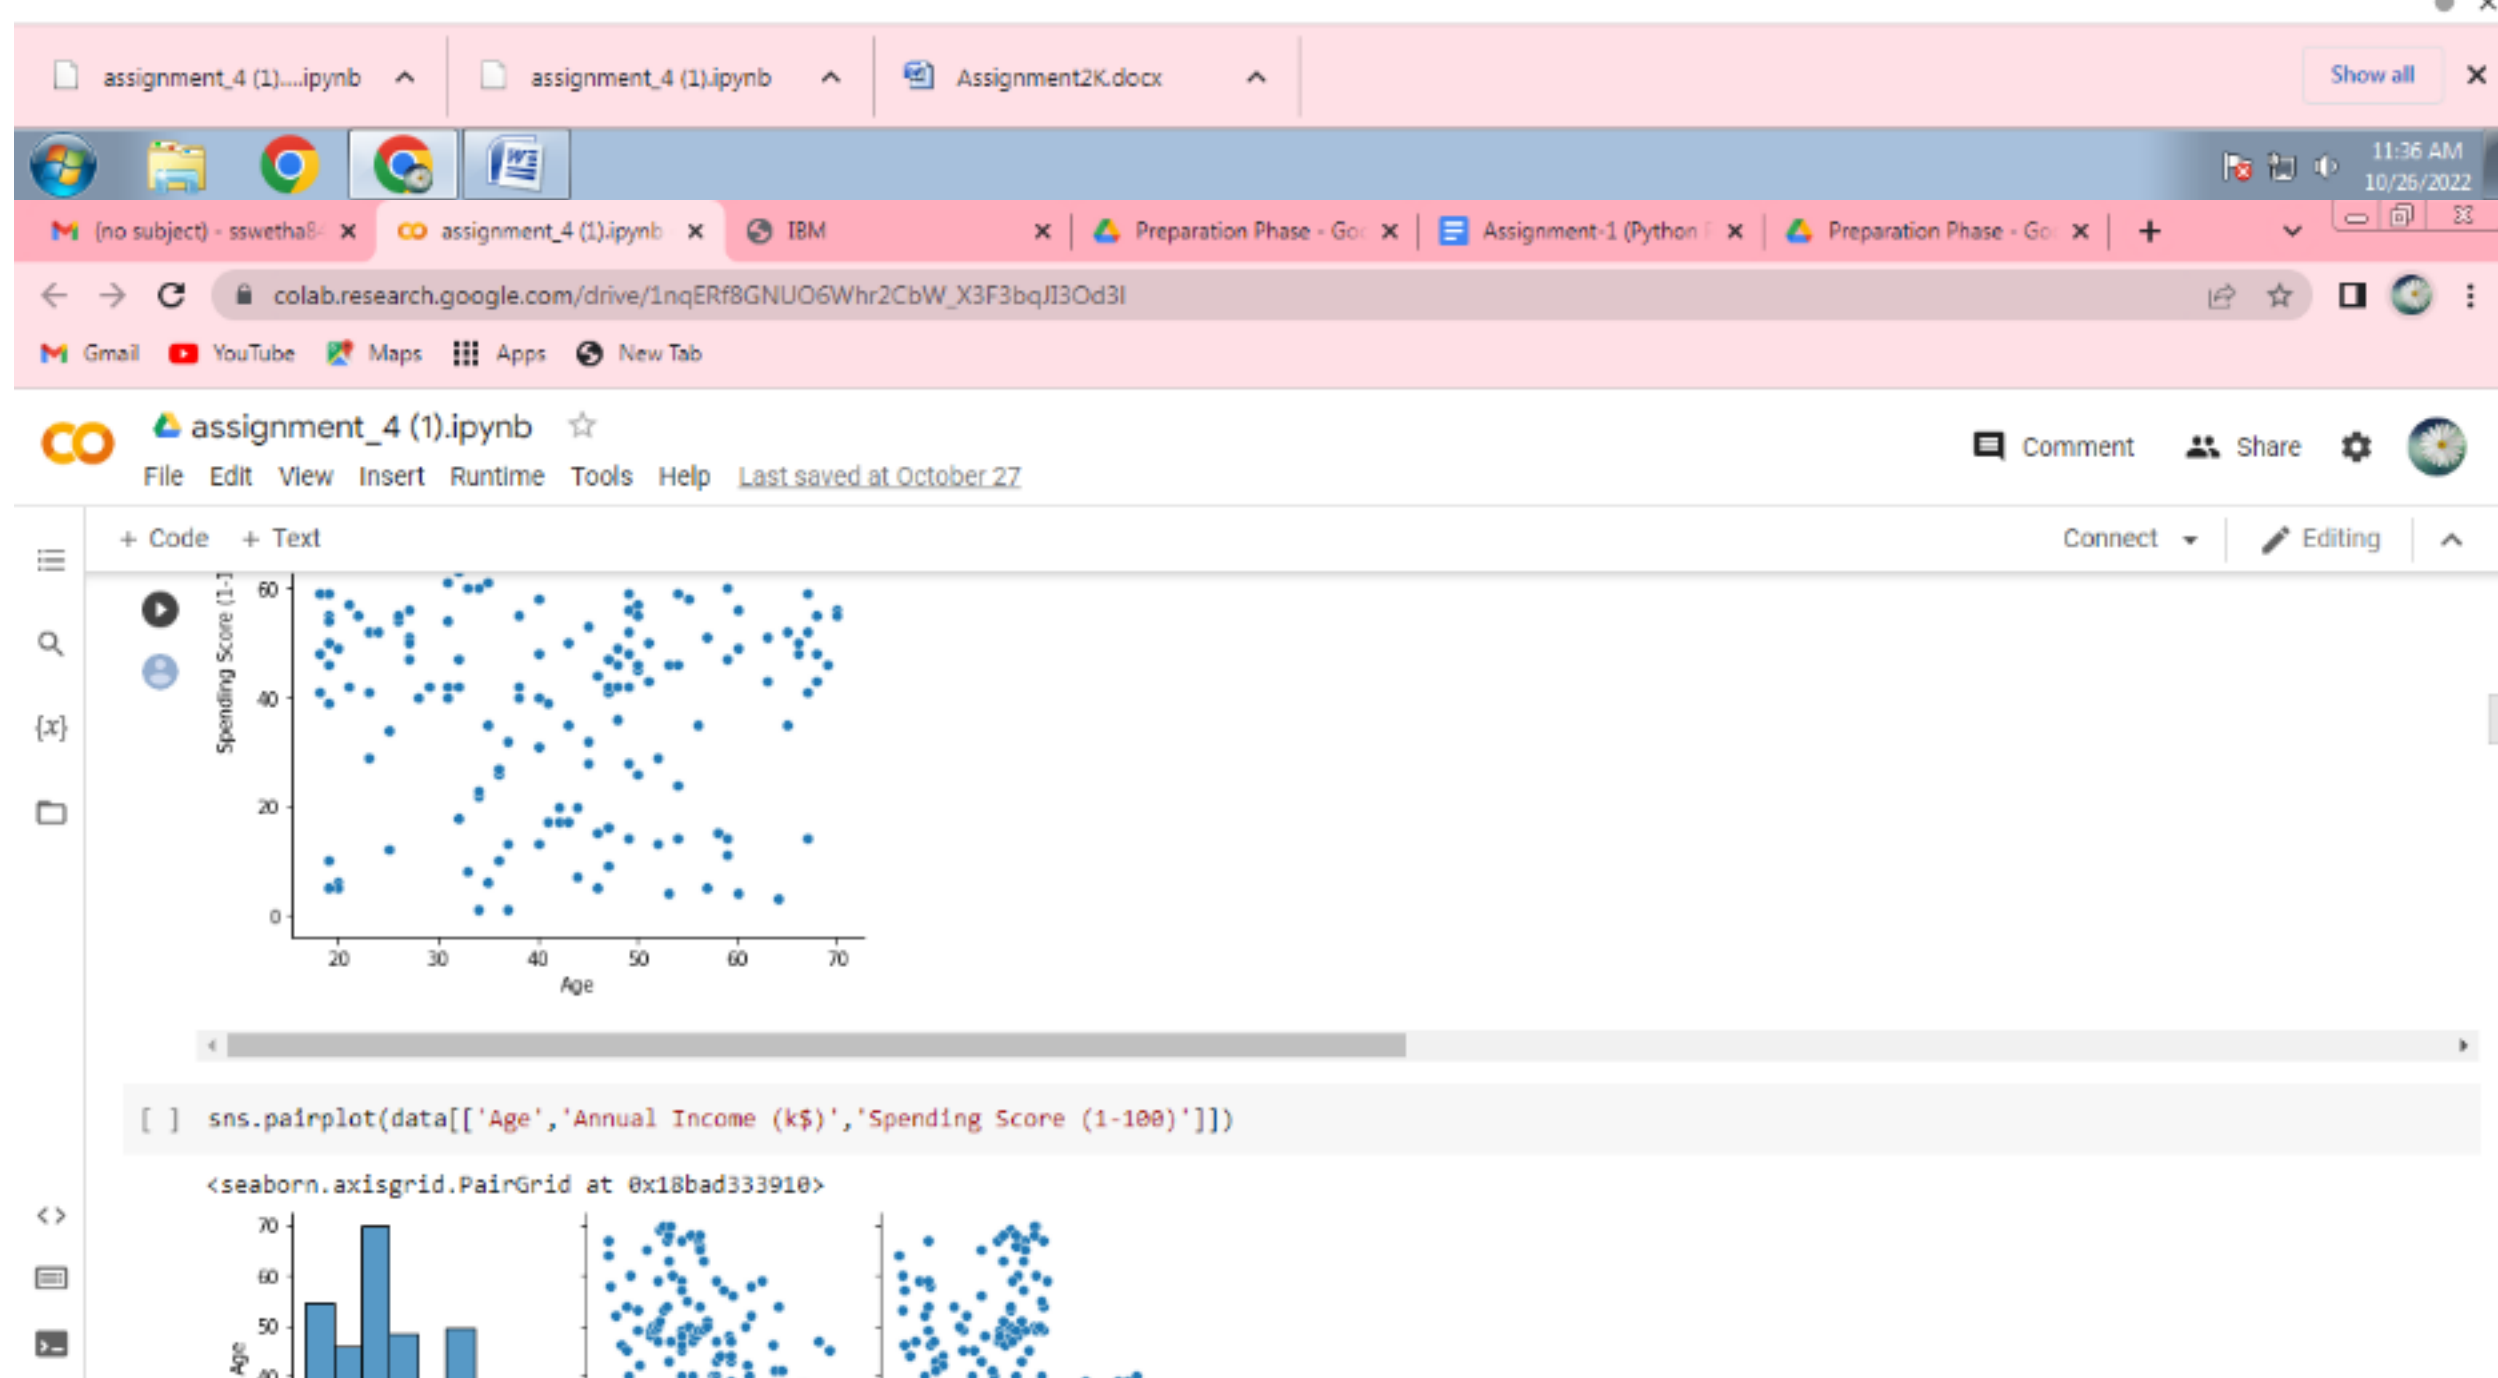 assignment_4 (1)....ipynb assignment_4 (1).ipynb Assignment2K.docx Show all
11:36 AM
10/26/2022
(no subject) - sswetha84 assignment_4 (1).ipynb IBM Preparation Phase - Goo Assignment-1 (Python Preparation Phase - Go
colab.research.google.com/drive/1nqERf8GNUO6Whr2CbW_X3F3bqJI3Od3I
Gmail YouTube Maps Apps New Tab
CO assignment_4 (1).ipynb
Comment Share
File Edit View Insert Runtime Tools Help Last saved at October 27
+ Code + Text Connect Editing
Spending Score (1-1
60
40
{x}
20
0
20 30 40 50 60 70
Age
[ ] sns.pairplot(data[['Age','Annual Income (k$)','Spending Score (1-100)']])
<seaborn.axisgrid.PairGrid at 0x18bad333910>
70
60
50
Age
40